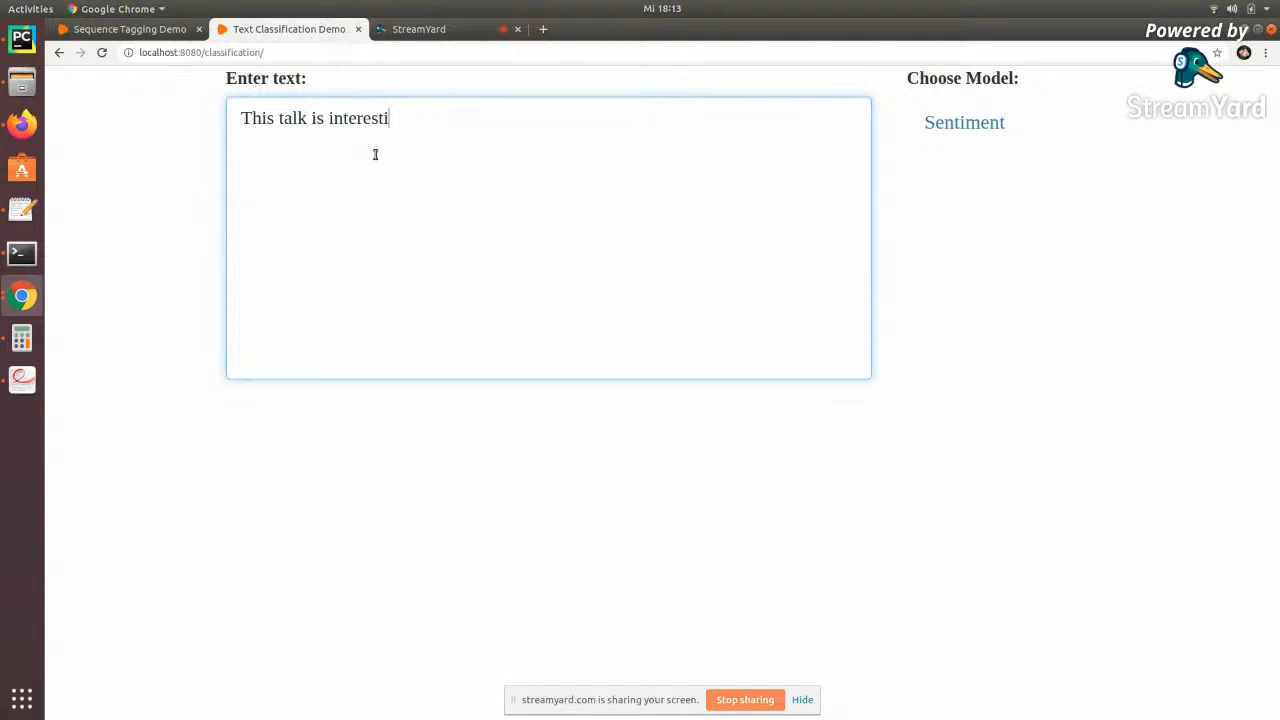 Activities
Google Chrome
Mi 18:13
Sequence Tagging Demo
Text Classification Demo
StreamYard
Powered by
localhost:8080/classification/
StreamYard
Enter text:
Choose Model:
This talk is interesti
Sentiment
streamyard.com is sharing your screen.
Stop sharing
Hide
PC
S
A
>_